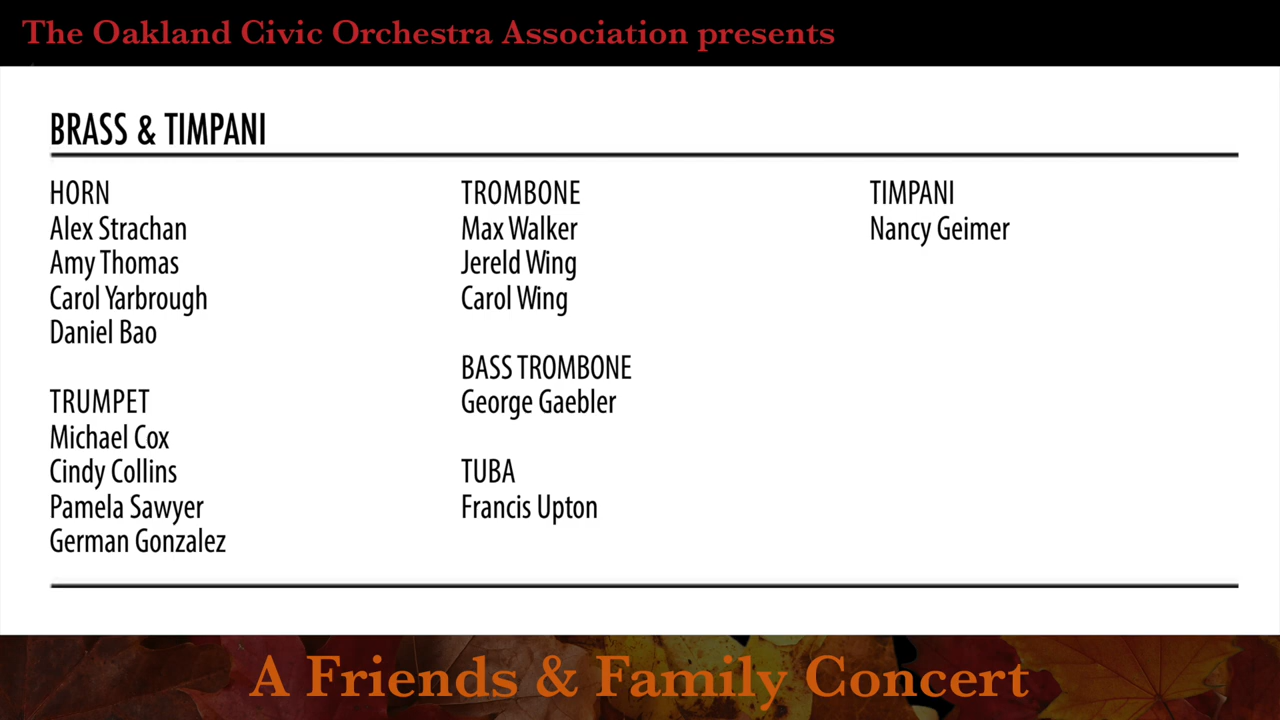 The Oakland Civic Orchestra Association presents
BRASS & TIMPANI
HORN
Alex Strachan
Amy Thomas
Carol Yarbrough
Daniel Bao
TRUMPET
Michael Cox
Cindy Collins
Pamela Sawyer
German Gonzalez
TROMBONE
Max Walker
Jereld Wing
Carol Wing
BASS TROMBONE
George Gaebler
TUBA
Francis Upton
TIMPANI
Nancy Geimer
A Friends & Family Concert